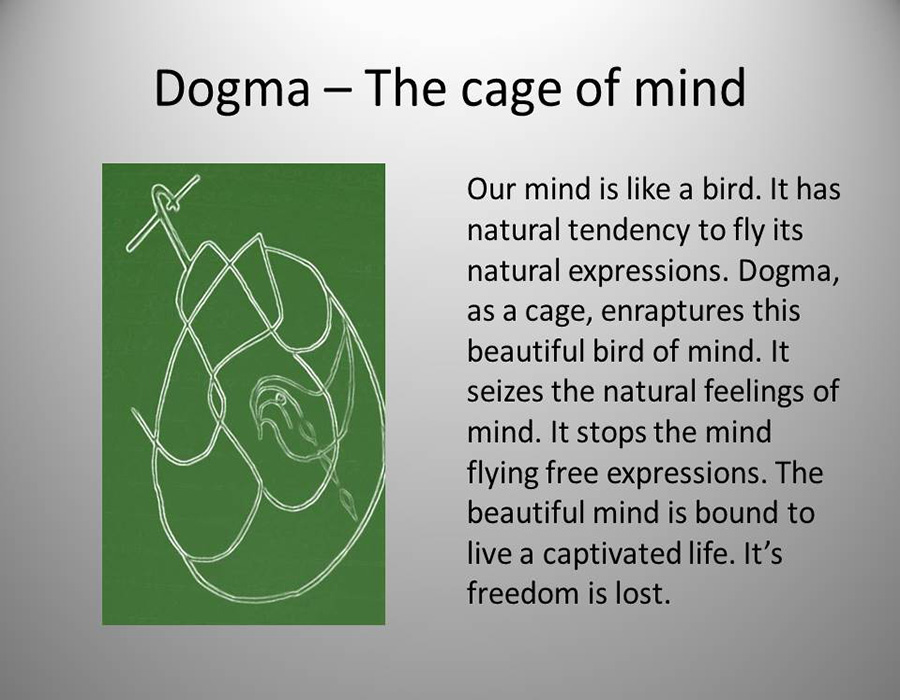 Dogma – The cage of mind
Our mind is like a bird. It has
natural tendency to fly its
natural expressions. Dogma,
as a cage, enraptures this
beautiful bird of mind. It
seizes the natural feelings of
mind. It stops the mind
flying free expressions. The
beautiful mind is bound to
live a captivated life. It’s
freedom is lost.